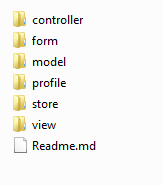 controller
form
model
profile
store
view
Readme.md